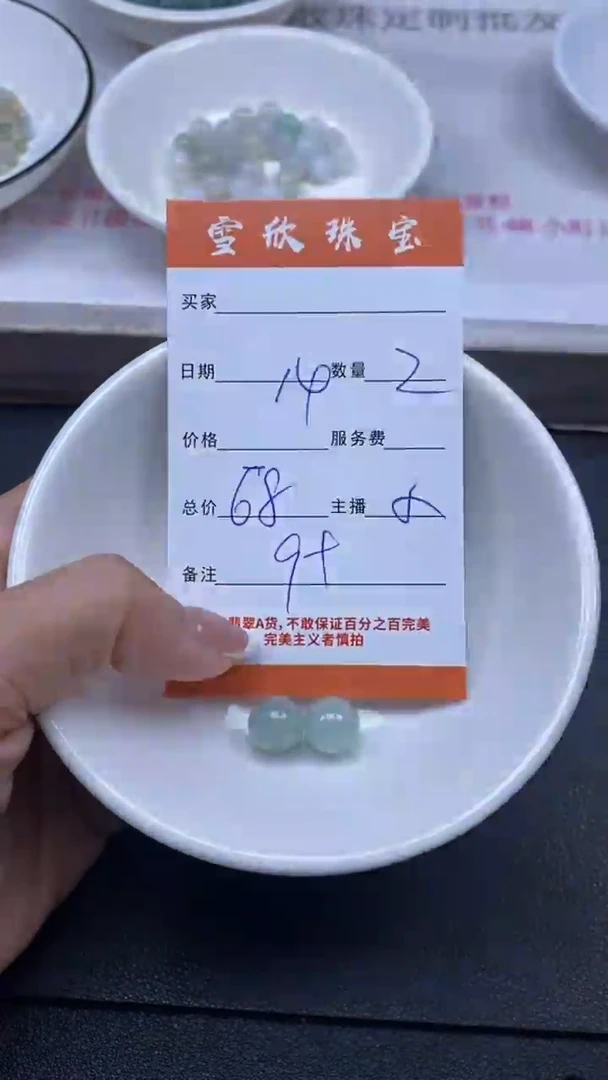 雪欣珠宝
买家
日期 14 数量 2
价格 服务费
总价 68 主播
备注 9+
翡翠A货，不敢保证百分之百完美
完美主义者慎拍